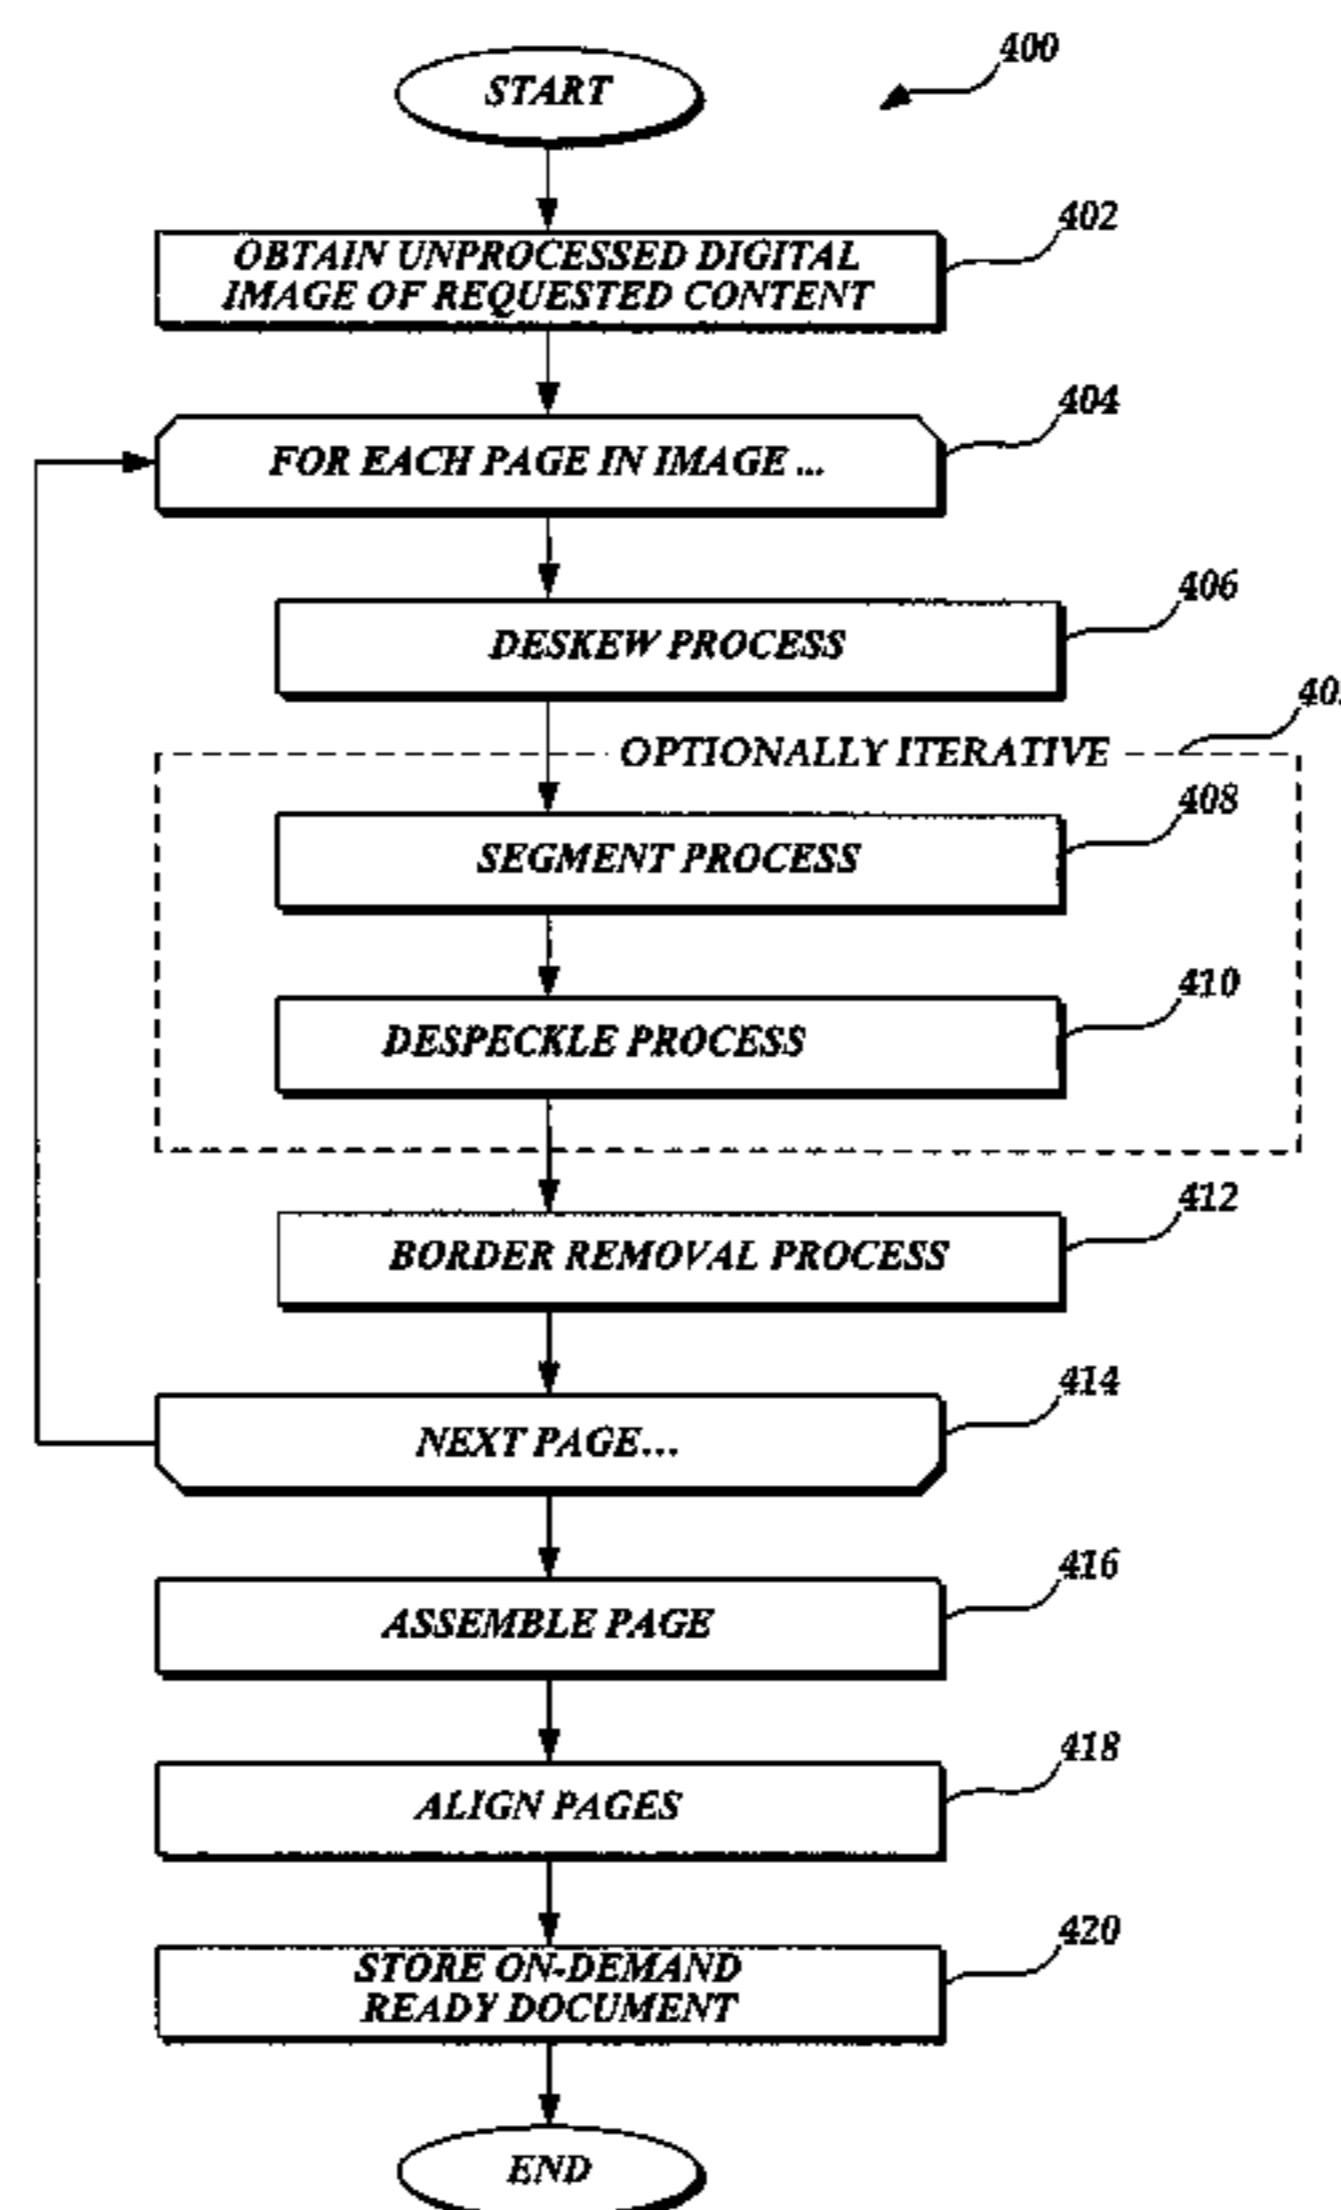 START
400
OBTAIN UNPROCESSED DIGITAL
IMAGE OF REQUESTED CONTENT
402
FOR EACH PAGE IN IMAGE ...
404
DESKEW PROCESS
406
OPTIONALLY ITERATIVE
SEGMENT PROCESS
408
DESPECKLE PROCESS
410
BORDER REMOVAL PROCESS
412
NEXT PAGE...
414
ASSEMBLE PAGE
416
ALIGN PAGES
418
STORE ON-DEMAND
READY DOCUMENT
420
END